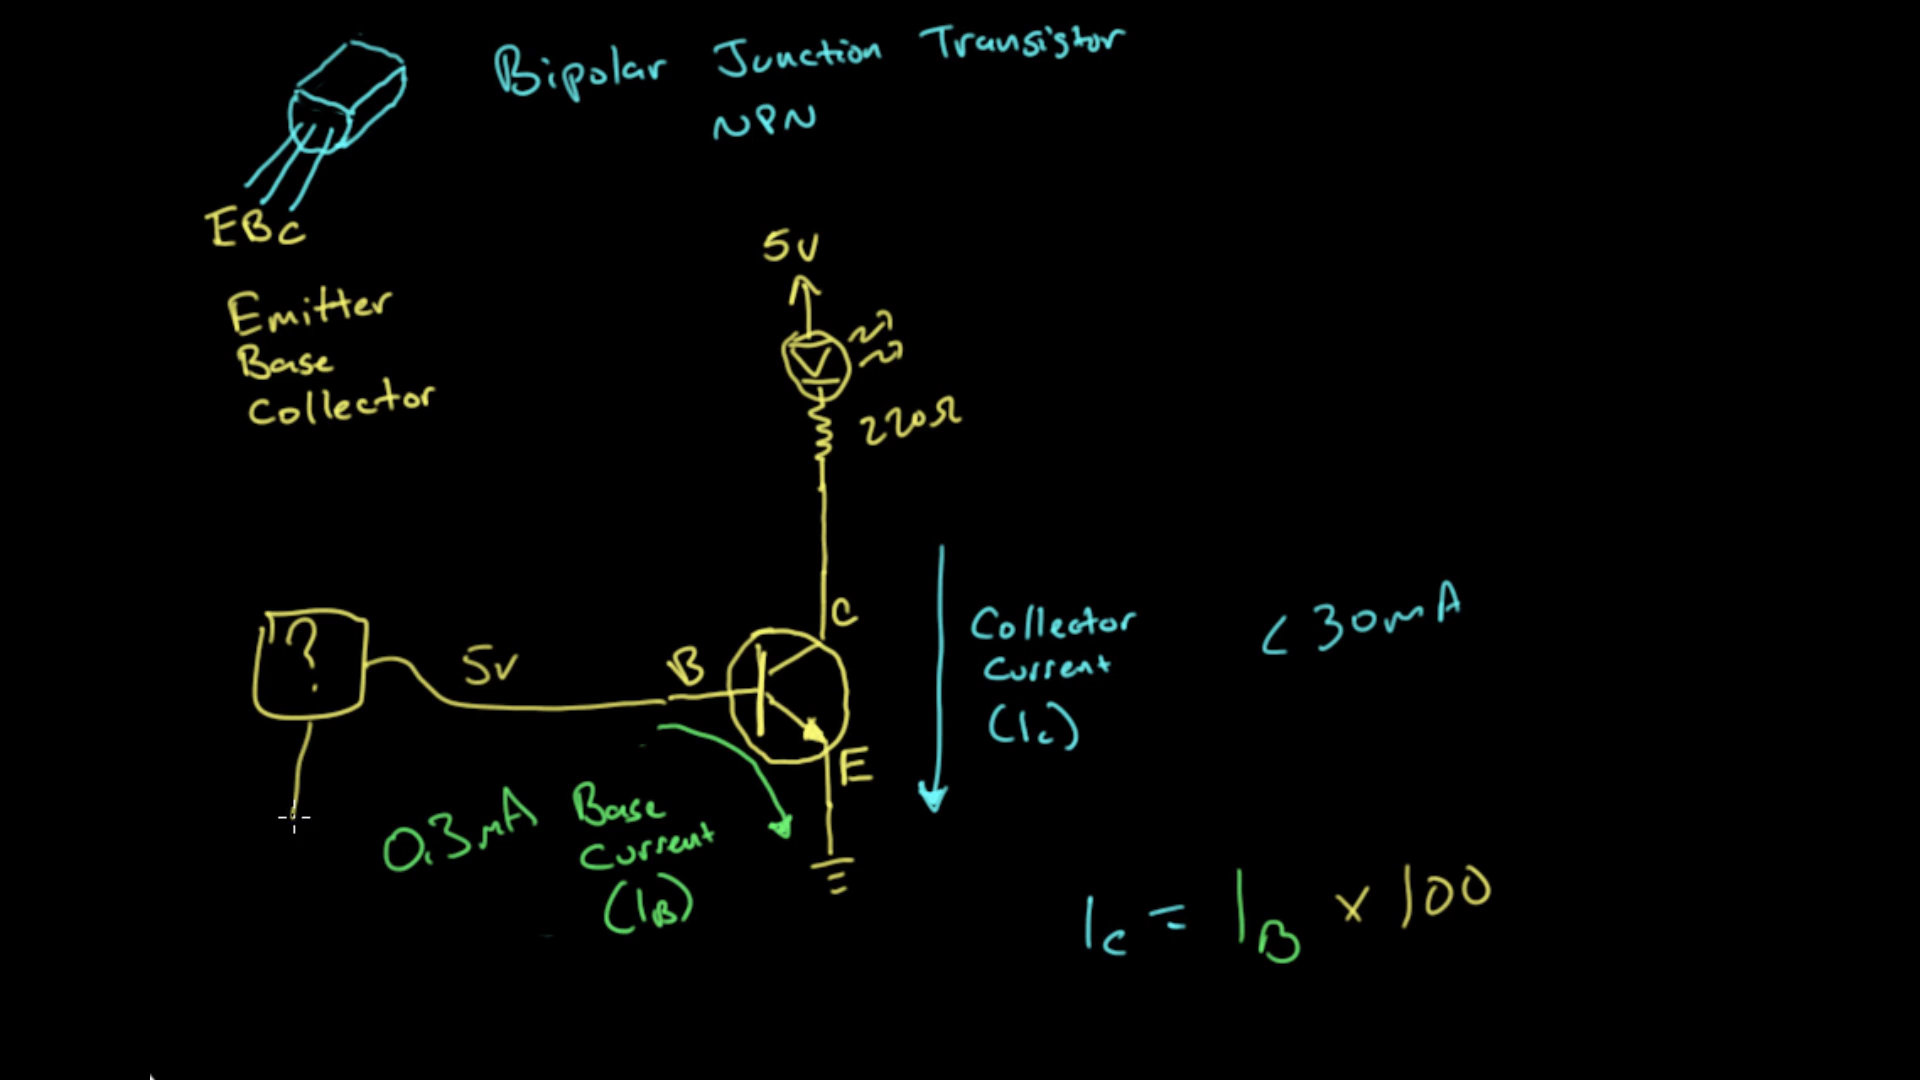 Bipolar Junction Transistor
NPN
EBC
Emitter
Base
Collector
5V
220Ω
C
?
5V
B
E
Collector
Current
(IC)
< 30mA
0.3mA
Base
Current
(IB)
IC = IB × 100